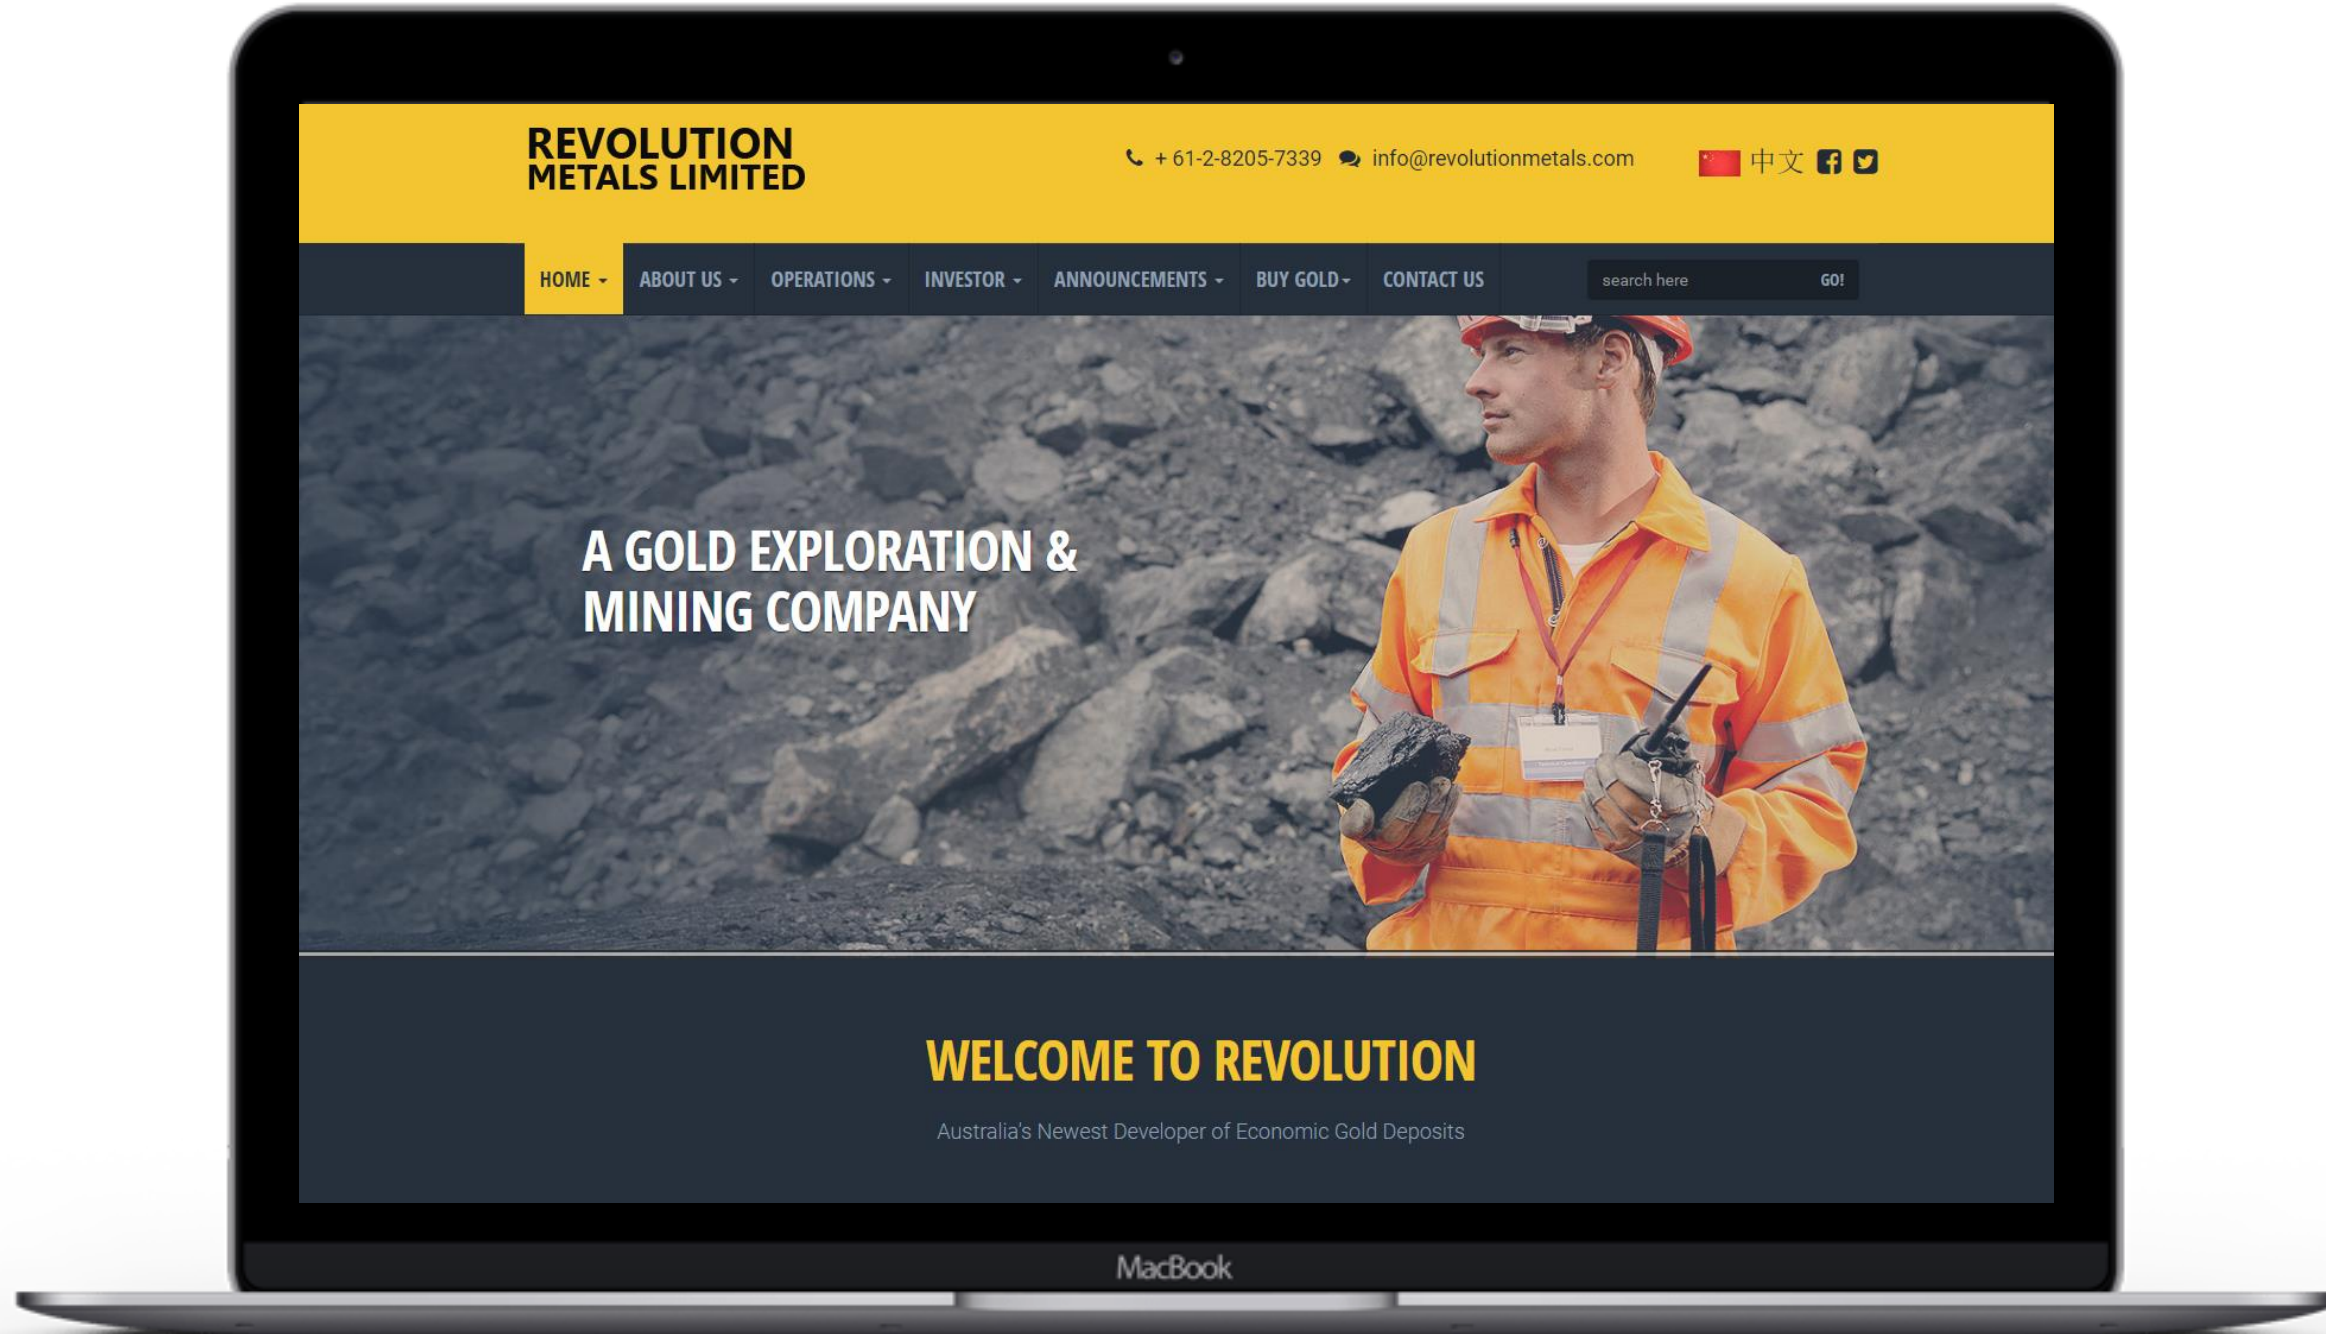 REVOLUTION
METALS LIMITED
+ 61-2-8205-7339 info@revolutionmetals.com 中文
HOME ABOUT US OPERATIONS INVESTOR ANNOUNCEMENTS BUY GOLD CONTACT US search here GO!
A GOLD EXPLORATION &
MINING COMPANY
WELCOME TO REVOLUTION
Australia's Newest Developer of Economic Gold Deposits
MacBook